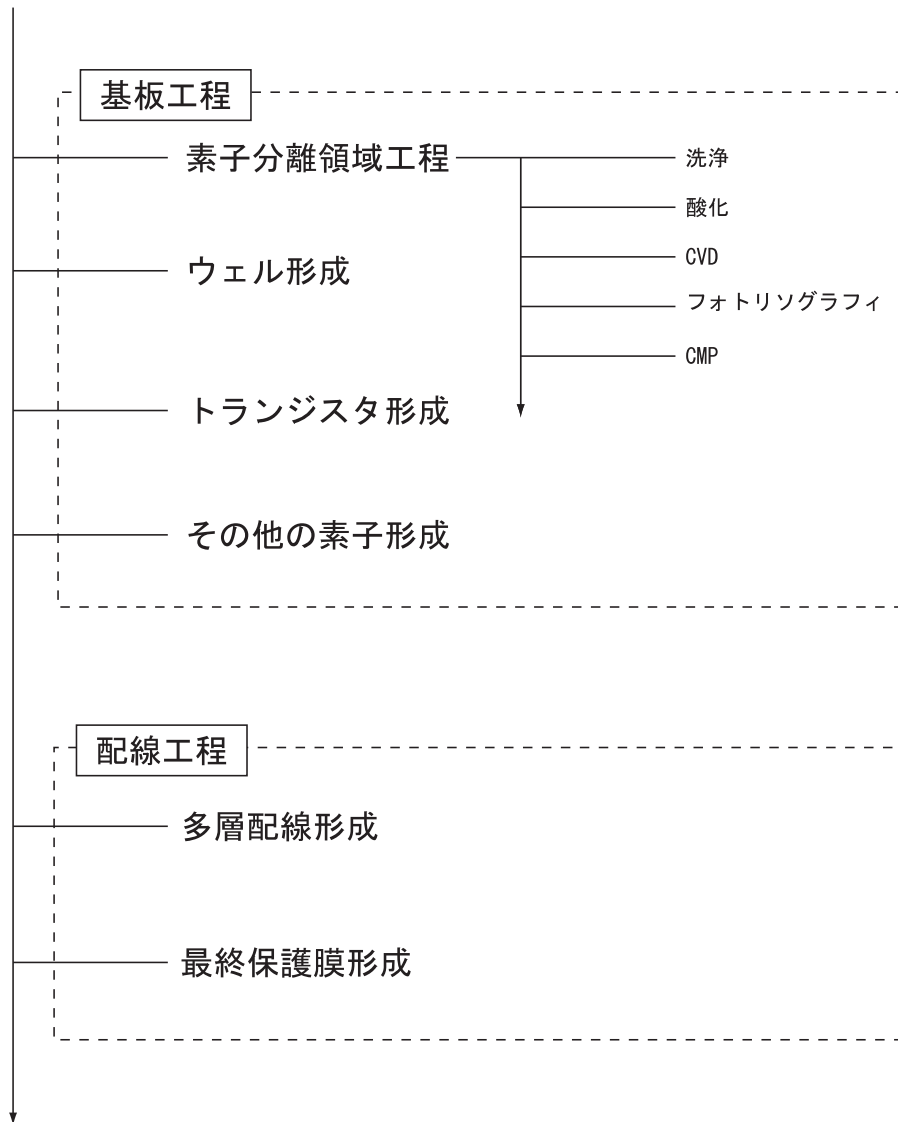 基板工程
素子分離領域工程
洗浄
酸化
CVD
フォトリソグラフィ
CMP
ウェル形成
トランジスタ形成
その他の素子形成
配線工程
多層配線形成
最終保護膜形成